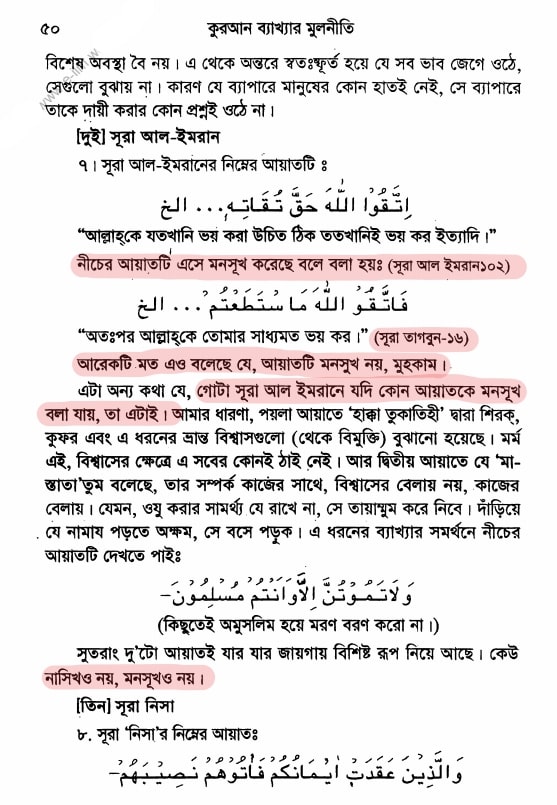 ৫০ কুরআন ব্যাখ্যার মূলনীতি
বিশেষ অবস্থা বৈ নয়। এ থেকে অন্তরে স্বতঃস্ফূর্ত হয়ে যে সব ভাব জেগে ওঠে,
সেগুলো বুঝায় না। কারণ যে ব্যাপারে মানুষের কোন হাতই নেই, সে ব্যাপারে
তাকে দায়ী করার কোন প্রশ্নই ওঠে না।
[দুই] সূরা আল-ইমরান
৭। সূরা আল-ইমরানের নিম্নের আয়াতটি ঃ
اِتَّقُوا اللّٰهَ حَقَّ تُقَاتِهٖ... الخ
“আল্লাহ্‌কে যতখানি ভয় করা উচিত ঠিক ততখানিই ভয় কর ইত্যাদি।”
নীচের আয়াতটি এসে মনসূখ করেছে বলে বলা হয়ঃ (সূরা আল ইমরান১০২)
فَاتَّقُو اللّٰهَ مَا سْتَطَعْتُمْ... الخ
“অতঃপর আল্লাহ্‌কে তোমার সাধ্যমত ভয় কর।” (সূরা তাগবুন-১৬)
আরেকটি মত এও বলেছে যে, আয়াতটি মনসুখ নয়, মুহকাম।
এটা অন্য কথা যে, গোটা সূরা আল ইমরানে যদি কোন আয়াতকে মনসূখ
বলা যায়, তা এটাই। আমার ধারণা, পয়লা আয়াতে ‘হাক্কা তুকাতিহী’ দ্বারা শিরক,
কুফর এবং এ ধরনের ভ্রান্ত বিশ্বাসগুলো (থেকে বিমুক্তি) বুঝানো হয়েছে। মর্ম
এই, বিশ্বাসের ক্ষেত্রে এ সবের কোনই ঠাই নেই। আর দ্বিতীয় আয়াতে যে ‘মা-
স্তাতা’তুম বলেছে, তার সম্পর্ক কাজের সাথে, বিশ্বাসের বেলায় নয়, কাজের
বেলায়। যেমন, ওযু করার সামর্থ্য যে রাখে না, সে তায়াম্মুম করে নিবে। দাঁড়িয়ে
যে নামায পড়তে অক্ষম, সে বসে পড়ুক। এ ধরনের ব্যাখ্যার সমর্থনে নীচের
আয়াতটি দেখতে পাইঃ
وَلَاتَمُوْتُنَّ اِلَّاوَاَنْتُمْ مُسْلِمُوْنَ–
(কিছুতেই অমুসলিম হয়ে মরণ বরণ করো না।)
সুতরাং দু'টো আয়াতই যার যার জায়গায় বিশিষ্ট রূপ নিয়ে আছে। কেউ
নাসিখও নয়, মনসূখও নয়।
[তিন] সূরা নিসা
৮. সূরা ‘নিসা’র নিম্নের আয়াতঃ
وَالَّذِيْنَ عَقَدَتْ اَيْمَانُكُمْ فَاٰتُوْهُمْ نَصِيْبَهُمْ–